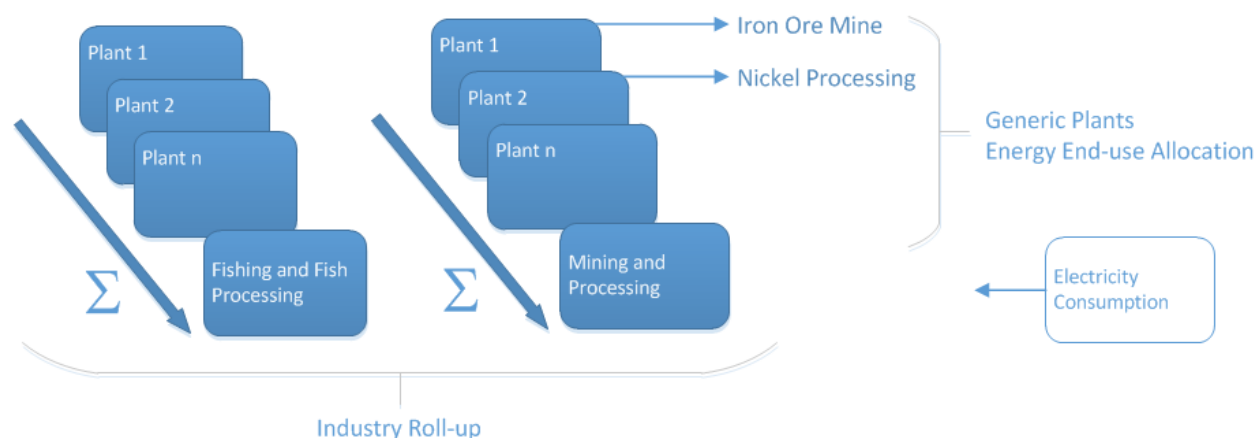 Plant 1
Plant 2
Plant n
Fishing and Fish
Processing
Σ
Plant 1
Plant 2
Plant n
Mining and
Processing
Σ
Iron Ore Mine
Nickel Processing
Generic Plants
Energy End-use Allocation
Electricity
Consumption
Industry Roll-up